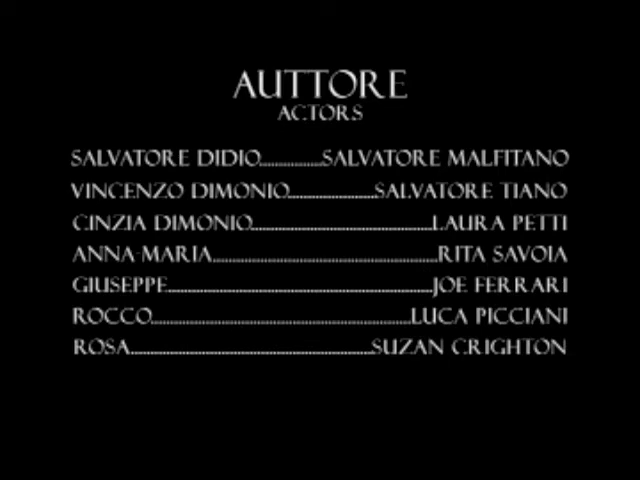 AUTTORE
ACTORS
SALVATORE DIDIO..................SALVATORE MALFITANO
VINCENZO DIMONIO.........................SALVATORE TIANO
CINZIA DIMONIO....................................................LAURA PETTI
ANNA-MARIA.................................................................RITA SAVOIA
GIUSEPPE.............................................................................JOE FERRARI
ROCCO...........................................................................LUCA PICCIANI
ROSA.....................................................................SUZAN CRIGHTON